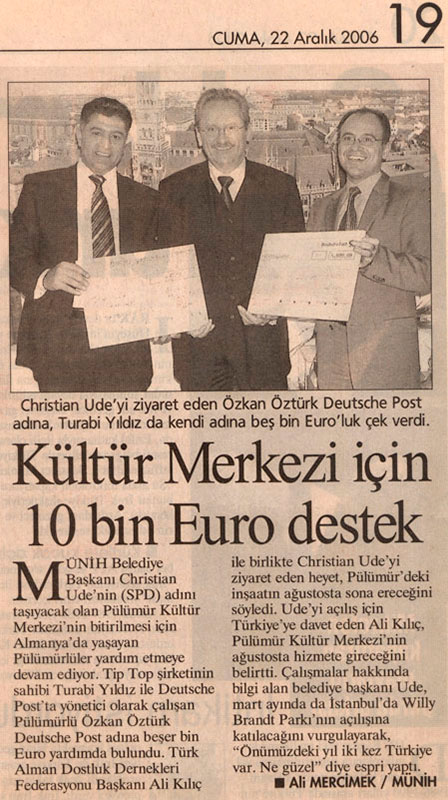 CUMA, 22 Aralık 2006 19
Christian Ude'yi ziyaret eden Özkan Öztürk Deutsche Post
adına, Turabi Yıldız da kendi adına beş bin Euro'luk çek verdi.
Kültür Merkezi için
10 bin Euro destek
MÜNİH Belediye
Başkanı Christian
Ude'nin (SPD) adını
taşıyacak olan Pülümür Kültür
Merkezi'nin bitirilmesi için
Almanya'da yaşayan
Pülümürlüler yardım etmeye
devam ediyor. Tip Top şirketinin
sahibi Turabi Yıldız ile Deutsche
Post'ta yönetici olarak çalışan
Pülümürlü Özkan Öztürk
Deutsche Post adına beşer bin
Euro yardımda bulundu. Türk
Alman Dostluk Dernekleri
Federasyonu Başkanı Ali Kılıç
ile birlikte Christian Ude'yi
ziyaret eden heyet, Pülümür'deki
inşaatın ağustosta sona ereceğini
söyledi. Ude'yi açılış için
Türkiye'ye davet eden Ali Kılıç,
Pülümür Kültür Merkezi'nin
ağustosta hizmete gireceğini
belirtti. Çalışmalar hakkında
bilgi alan belediye başkanı Ude,
mart ayında da İstanbul'da Willy
Brandt Parkı'nın açılışına
katılacağını vurgulayarak,
“Önümüzdeki yıl iki kez Türkiye
var. Ne güzel” diye espri yaptı.
■ Ali MERCİMEK / MÜNİH